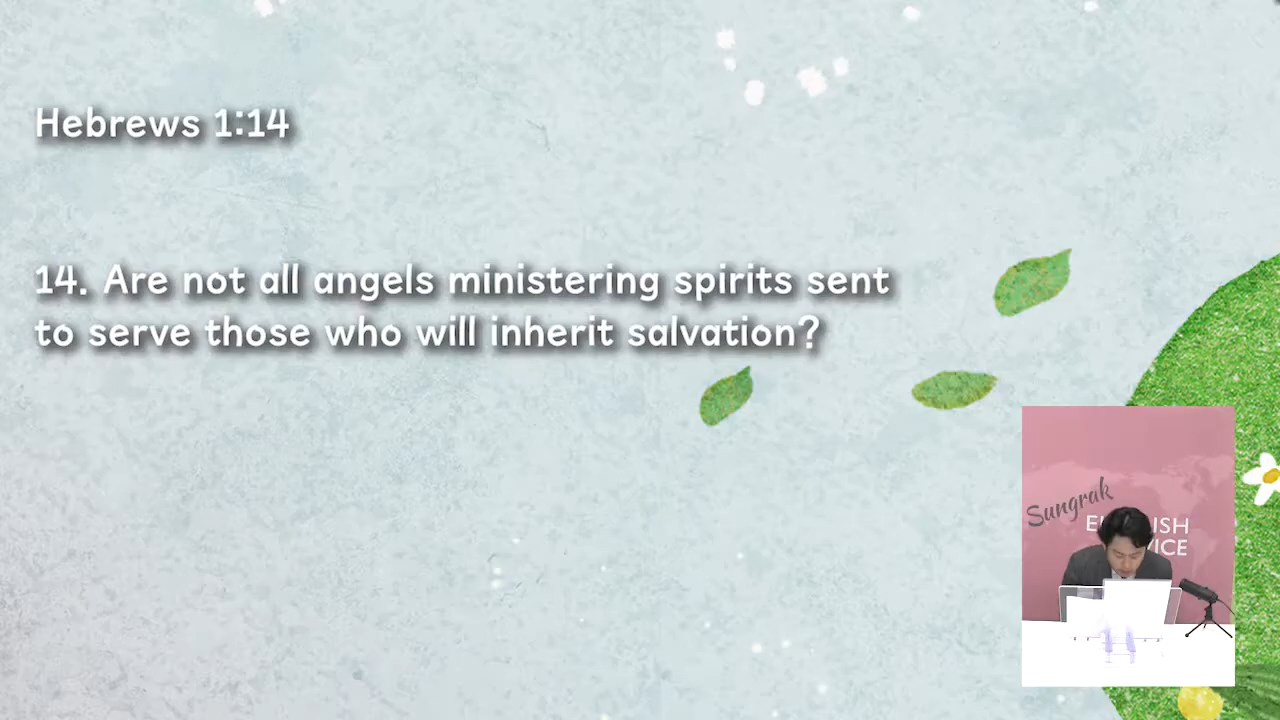 Hebrews 1:14
14. Are not all angels ministering spirits sent
to serve those who will inherit salvation?
Sungrak